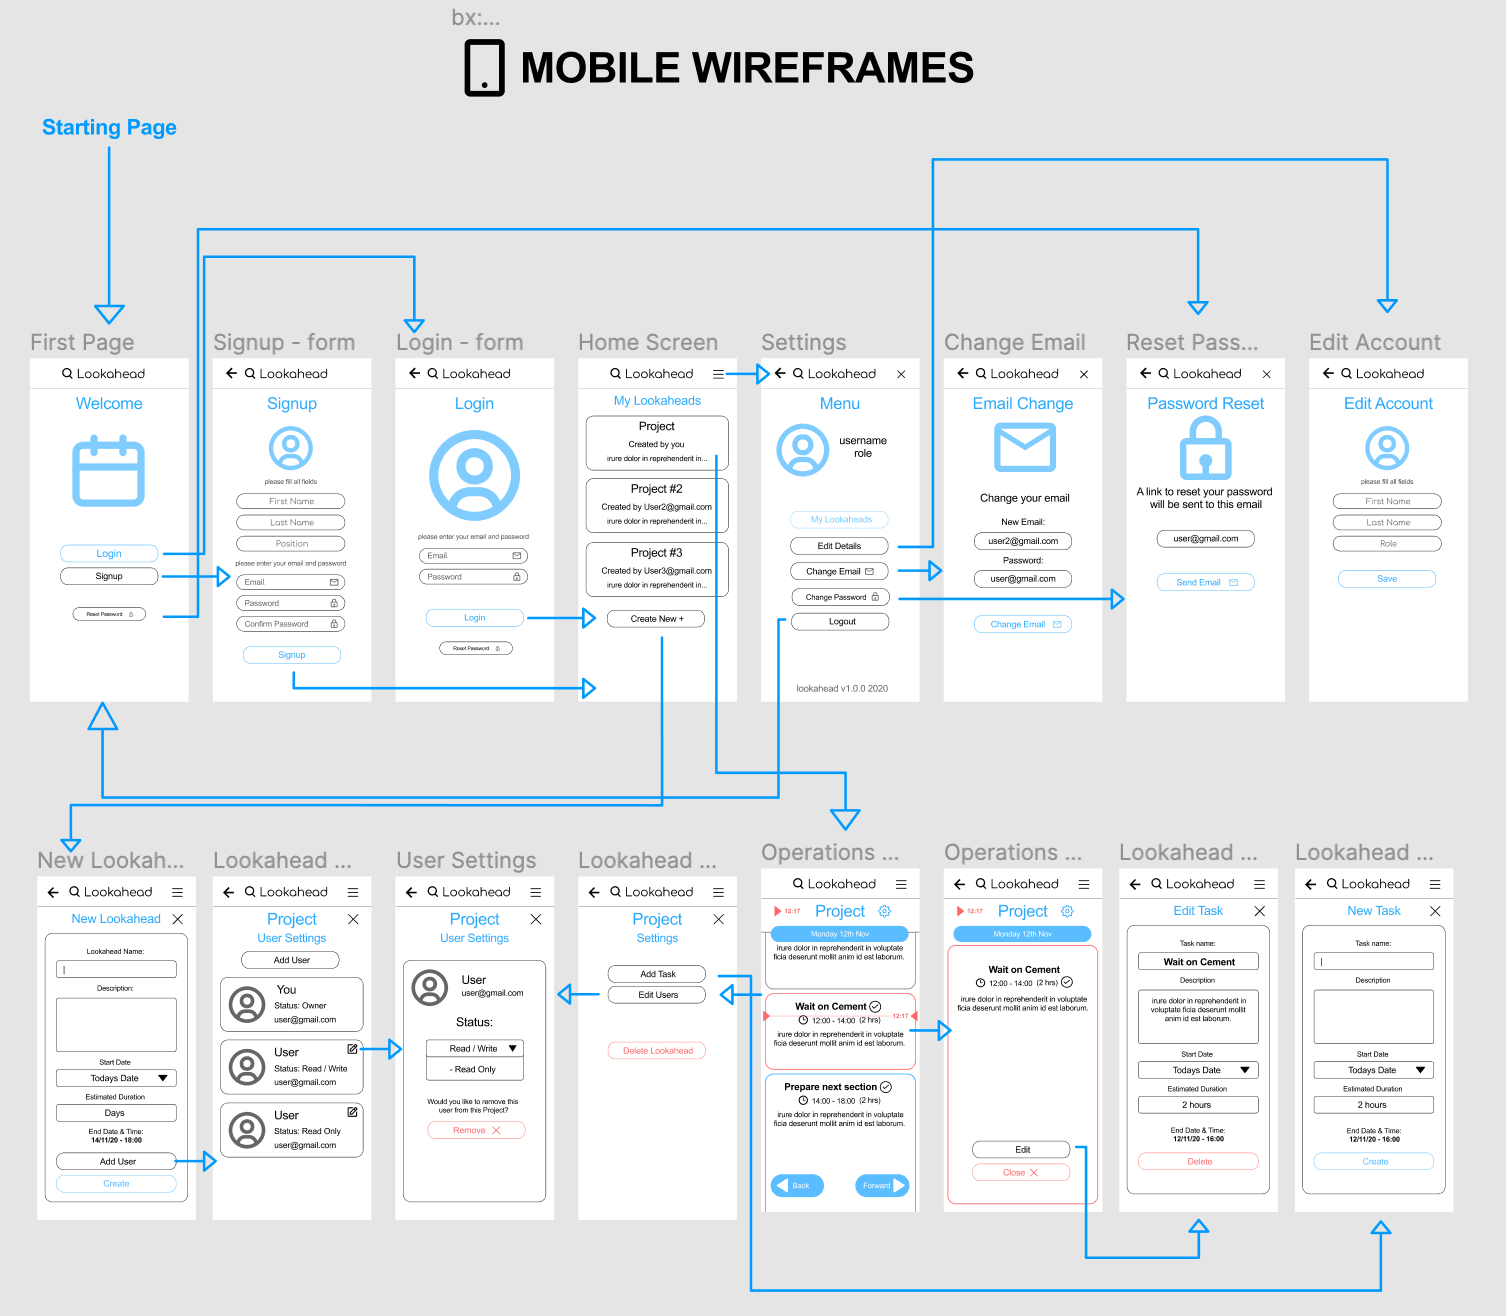 bx:...
MOBILE WIREFRAMES
Starting Page
First Page
Lookahead
Welcome
Login
Signup
Reset Password
Signup - form
Lookahead
Signup
please fill all fields
First Name
Last Name
Position
please enter your email and password
Email
Password
Confirm Password
Signup
Login - form
Lookahead
Login
please enter your email and password
Email
Password
Login
Reset Password
Home Screen
Lookahead
My Lookaheads
Project
Created by you
irure dolor in reprehenderit in...
Project #2
Created by User2@gmail.com
irure dolor in reprehenderit in...
Project #3
Created by User3@gmail.com
irure dolor in reprehenderit in...
Create New +
Settings
Lookahead
Menu
username
role
My Lookaheads
Edit Details
Change Email
Change Password
Logout
lookahead v1.0.0 2020
Change Email
Lookahead
Email Change
Change your email
New Email:
user2@gmail.com
Password:
user@gmail.com
Change Email
Reset Pass...
Lookahead
Password Reset
A link to reset your password
will be sent to this email
user@gmail.com
Send Email
Edit Account
Lookahead
Edit Account
please fill all fields
First Name
Last Name
Role
Save
New Lookah...
Lookahead
New Lookahead
Lookahead Name:
Description:
Start Date
Todays Date
Estimated Duration
Days
End Date & Time:
14/11/20 - 18:00
Add User
Create
Lookahead ...
Lookahead
Project
User Settings
Add User
You
Status: Owner
user@gmail.com
User
Status: Read / Write
user@gmail.com
User
Status: Read Only
user@gmail.com
User Settings
Lookahead
Project
User Settings
User
user@gmail.com
Status:
Read / Write
- Read Only
Would you like to remove this
user from this Project?
Remove
Lookahead ...
Lookahead
Project
Settings
Add Task
Edit Users
Delete Lookahead
Operations ...
Lookahead
12:17
Project
Monday 12th Nov
irure dolor in reprehenderit in voluptate
ficia deserunt mollit anim id est laborum.
Wait on Cement
12:00 - 14:00 (2 hrs)
12:17
irure dolor in reprehenderit in voluptate
ficia deserunt mollit anim id est laborum.
Prepare next section
14:00 - 18:00 (2 hrs)
irure dolor in reprehenderit in voluptate
ficia deserunt mollit anim id est laborum.
Back
Forward
Operations ...
Lookahead
12:17
Project
Monday 12th Nov
Wait on Cement
12:00 - 14:00 (2 hrs)
irure dolor in reprehenderit in voluptate
ficia deserunt mollit anim id est laborum.
Edit
Close
Lookahead ...
Lookahead
Edit Task
Task name:
Wait on Cement
Description
irure dolor in reprehenderit in
voluptate ficia deserunt mollit
anim id est laborum.
Start Date
Todays Date
Estimated Duration
2 hours
End Date & Time:
12/11/20 - 16:00
Delete
Lookahead ...
Lookahead
New Task
Task name:
Description
Start Date
Todays Date
Estimated Duration
2 hours
End Date & Time:
12/11/20 - 16:00
Create